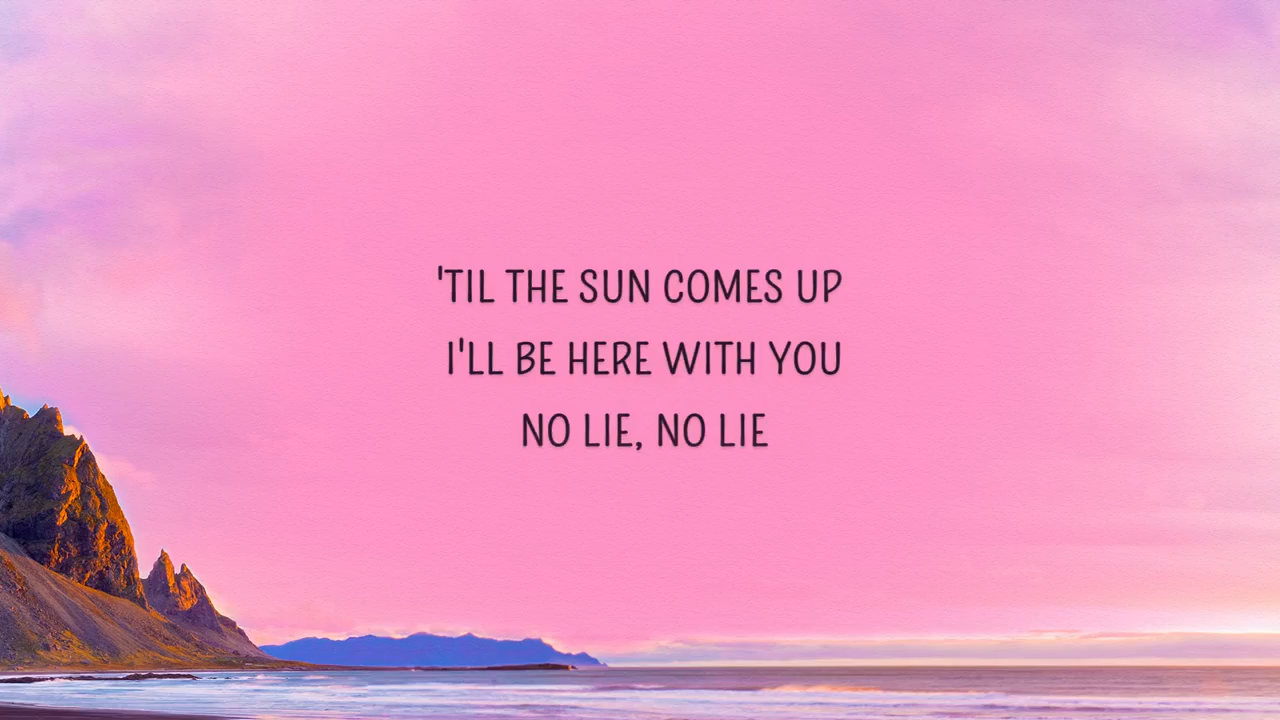 'TIL THE SUN COMES UP
I'LL BE HERE WITH YOU
NO LIE, NO LIE